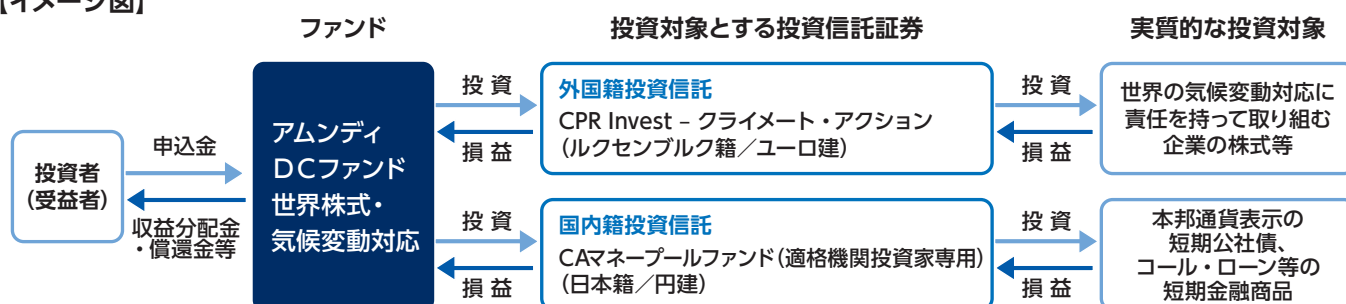 【イメージ図】
ファンド
投資対象とする投資信託証券
実質的な投資対象
投資者
（受益者）
申込金
収益分配金
・償還金等
アムンディ
DCファンド
世界株式・
気候変動対応
投 資
損 益
外国籍投資信託
CPR Invest – クライメート・アクション
（ルクセンブルク籍／ユーロ建）
投 資
損 益
世界の気候変動対応に
責任を持って取り組む
企業の株式等
投 資
損 益
国内籍投資信託
CAマネープールファンド（適格機関投資家専用）
（日本籍／円建）
投 資
損 益
本邦通貨表示の
短期公社債、
コール・ローン等の
短期金融商品